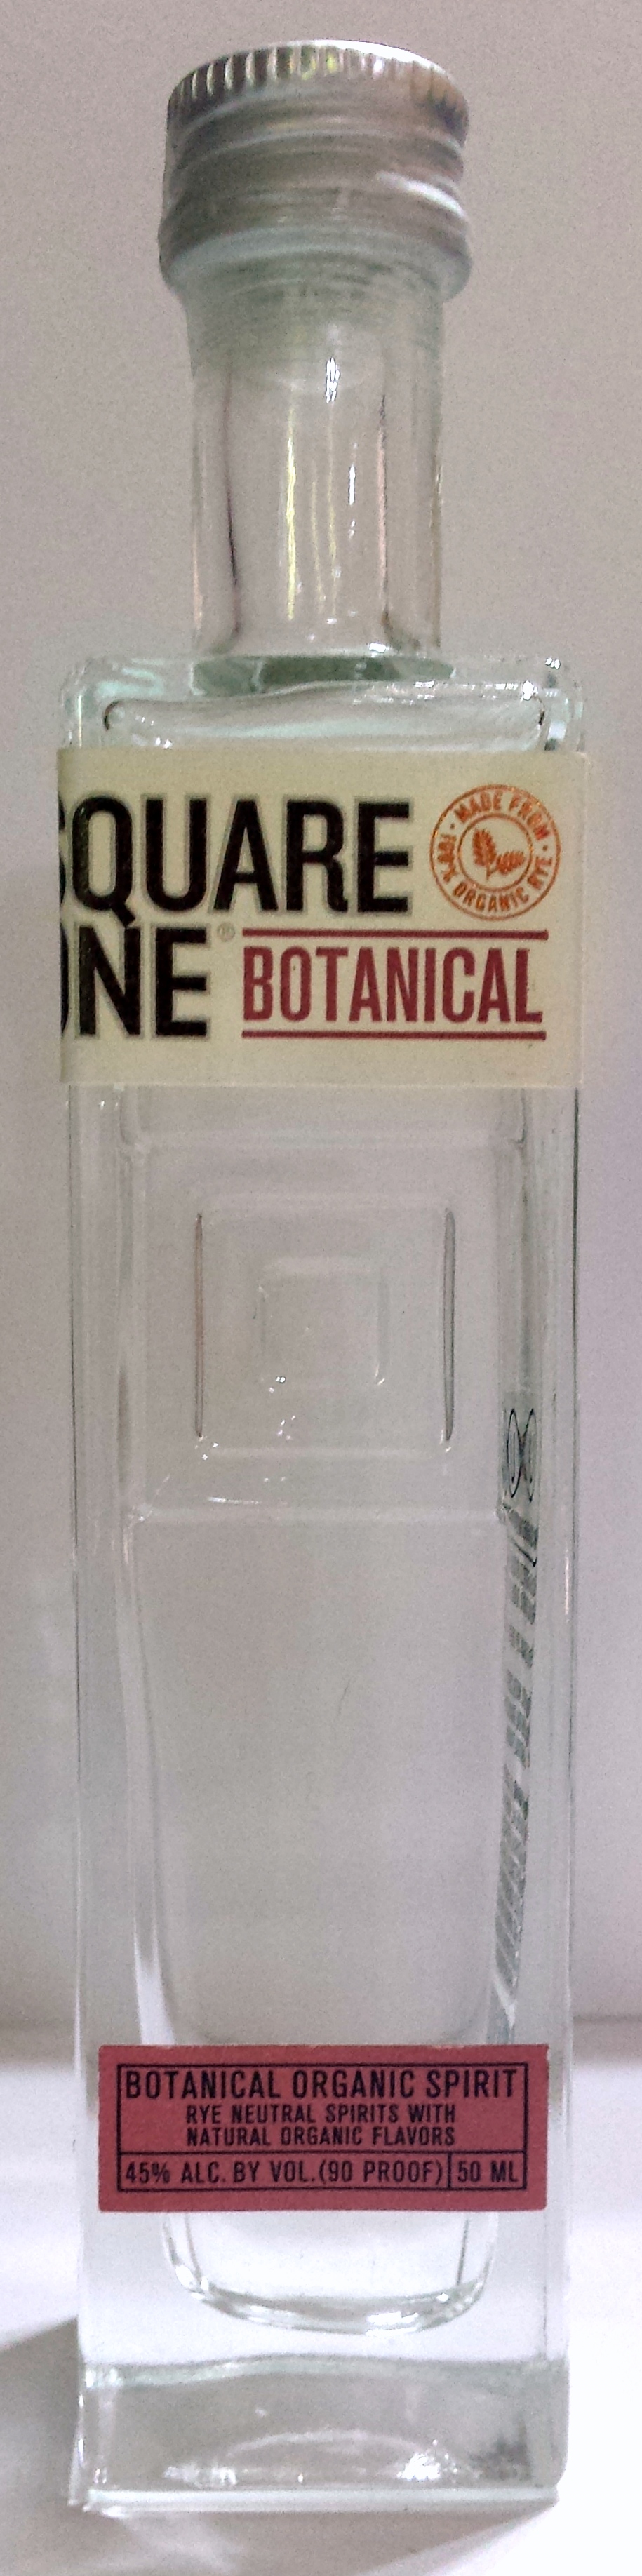 SQUARE
ONE®
BOTANICAL
MADE FROM · 100% ORGANIC RYE ·
BOTANICAL ORGANIC SPIRIT
RYE NEUTRAL SPIRITS WITH
NATURAL ORGANIC FLAVORS
45% ALC. BY VOL. (90 PROOF) 50 ML